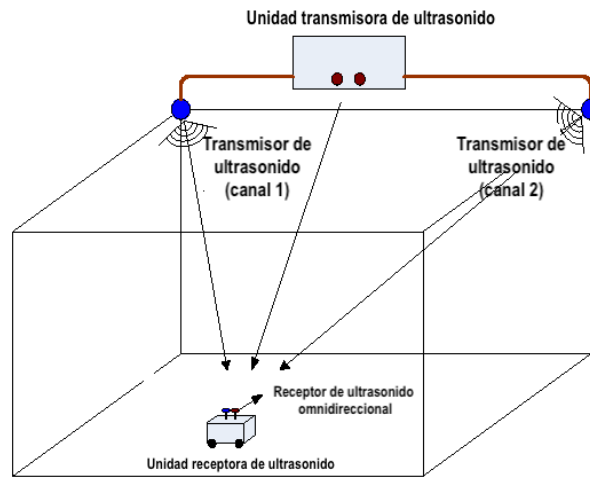 Unidad transmisora de ultrasonido
Transmisor de
ultrasonido
(canal 1)
Transmisor de
ultrasonido
(canal 2)
Receptor de ultrasonido
omnidireccional
Unidad receptora de ultrasonido